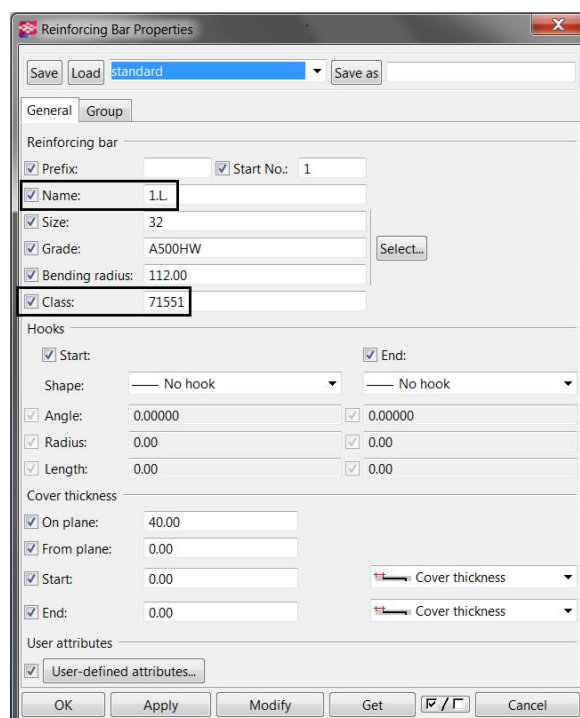 Reinforcing Bar Properties
Save Load standard Save as
General Group
Reinforcing bar
Prefix: Start No.: 1
Name: 1.L.
Size: 32
Grade: A500HW Select...
Bending radius: 112.00
Class: 71551
Hooks
Start: End:
Shape: No hook No hook
Angle: 0.00000 0.00000
Radius: 0.00 0.00
Length: 0.00 0.00
Cover thickness
On plane: 40.00
From plane: 0.00
Start: 0.00 Cover thickness
End: 0.00 Cover thickness
User attributes
User-defined attributes...
OK Apply Modify Get / Cancel